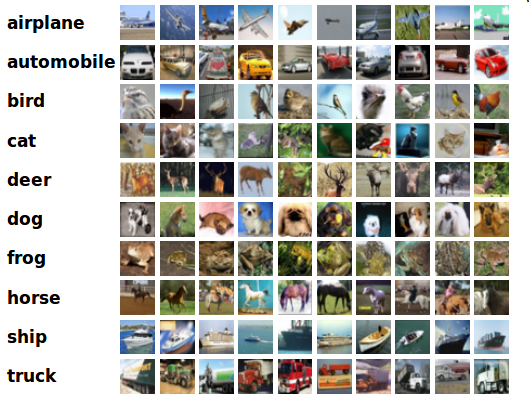 airplane
automobile
bird
cat
deer
dog
frog
horse
ship
truck